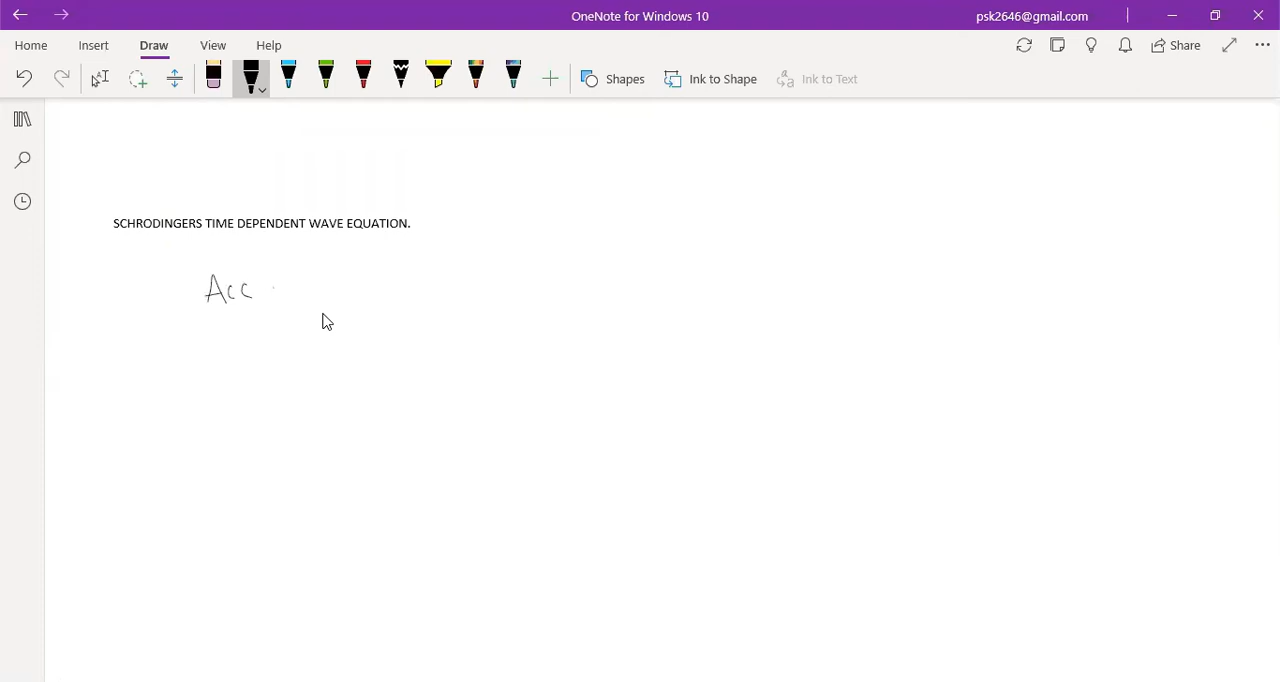 OneNote for Windows 10
psk2646@gmail.com
Home Insert Draw View Help
Share
Shapes Ink to Shape Ink to Text
SCHRODINGERS TIME DEPENDENT WAVE EQUATION.
Acc